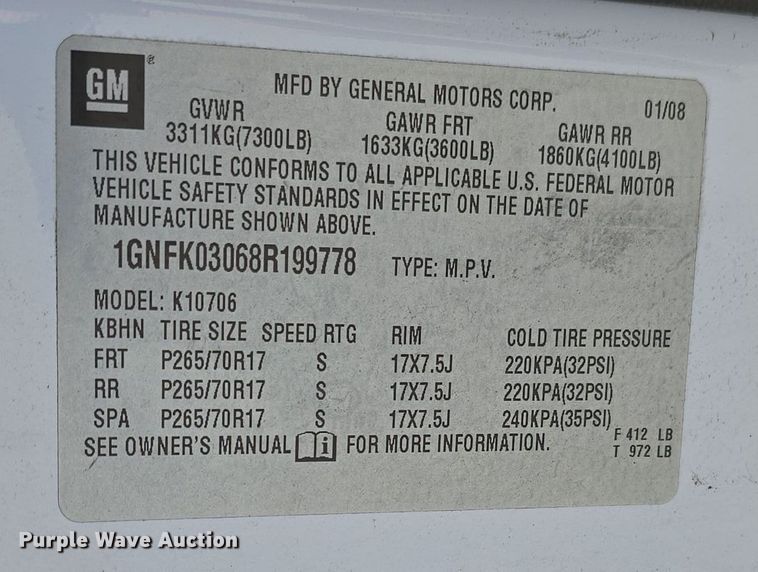 GM ®
MFD BY GENERAL MOTORS CORP. 01/08
GVWR GAWR FRT GAWR RR
3311KG(7300LB) 1633KG(3600LB) 1860KG(4100LB)
THIS VEHICLE CONFORMS TO ALL APPLICABLE U.S. FEDERAL MOTOR
VEHICLE SAFETY STANDARDS IN EFFECT ON THE DATE OF
MANUFACTURE SHOWN ABOVE.
1GNFK03068R199778 TYPE: M.P.V.
MODEL: K10706
KBHN TIRE SIZE SPEED RTG RIM COLD TIRE PRESSURE
FRT P265/70R17 S 17X7.5J 220KPA(32PSI)
RR P265/70R17 S 17X7.5J 220KPA(32PSI)
SPA P265/70R17 S 17X7.5J 240KPA(35PSI)
SEE OWNER'S MANUAL i FOR MORE INFORMATION.
F 412 LB
T 972 LB
Purple Wave Auction